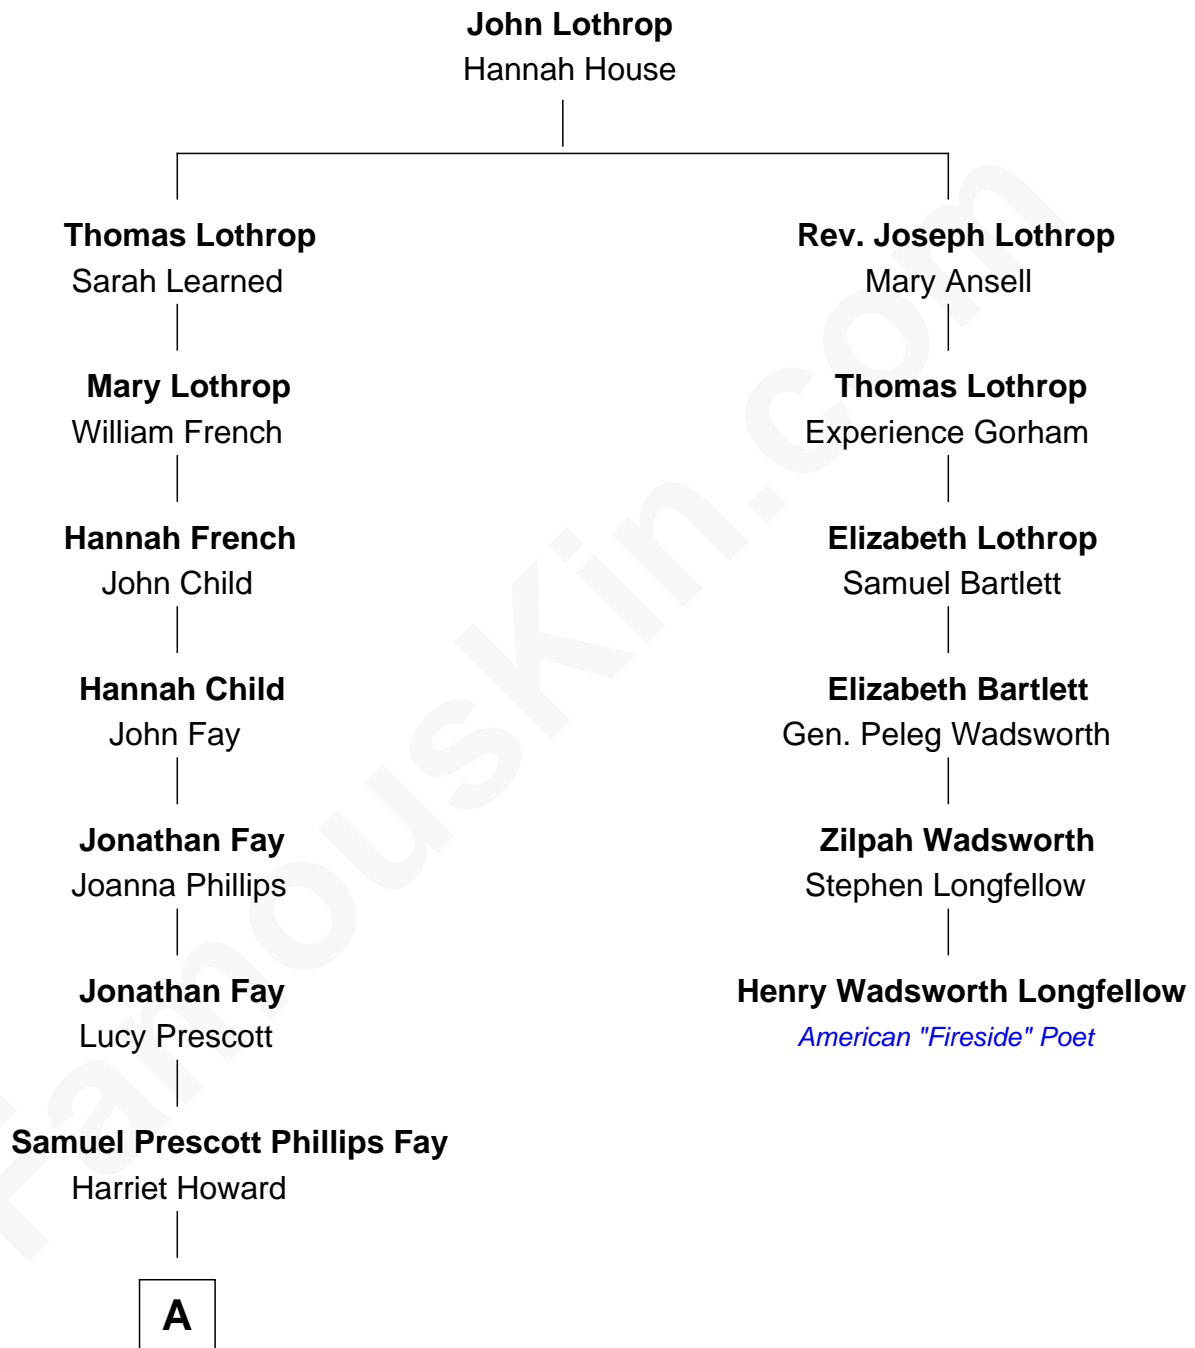 John Lothrop
Hannah House
Thomas Lothrop
Sarah Learned
Rev. Joseph Lothrop
Mary Ansell
Mary Lothrop
William French
Thomas Lothrop
Experience Gorham
Hannah French
John Child
Elizabeth Lothrop
Samuel Bartlett
Hannah Child
John Fay
Elizabeth Bartlett
Gen. Peleg Wadsworth
Jonathan Fay
Joanna Phillips
Zilpah Wadsworth
Stephen Longfellow
Jonathan Fay
Lucy Prescott
Henry Wadsworth Longfellow
American "Fireside" Poet
Samuel Prescott Phillips Fay
Harriet Howard
A
FamousKin.com